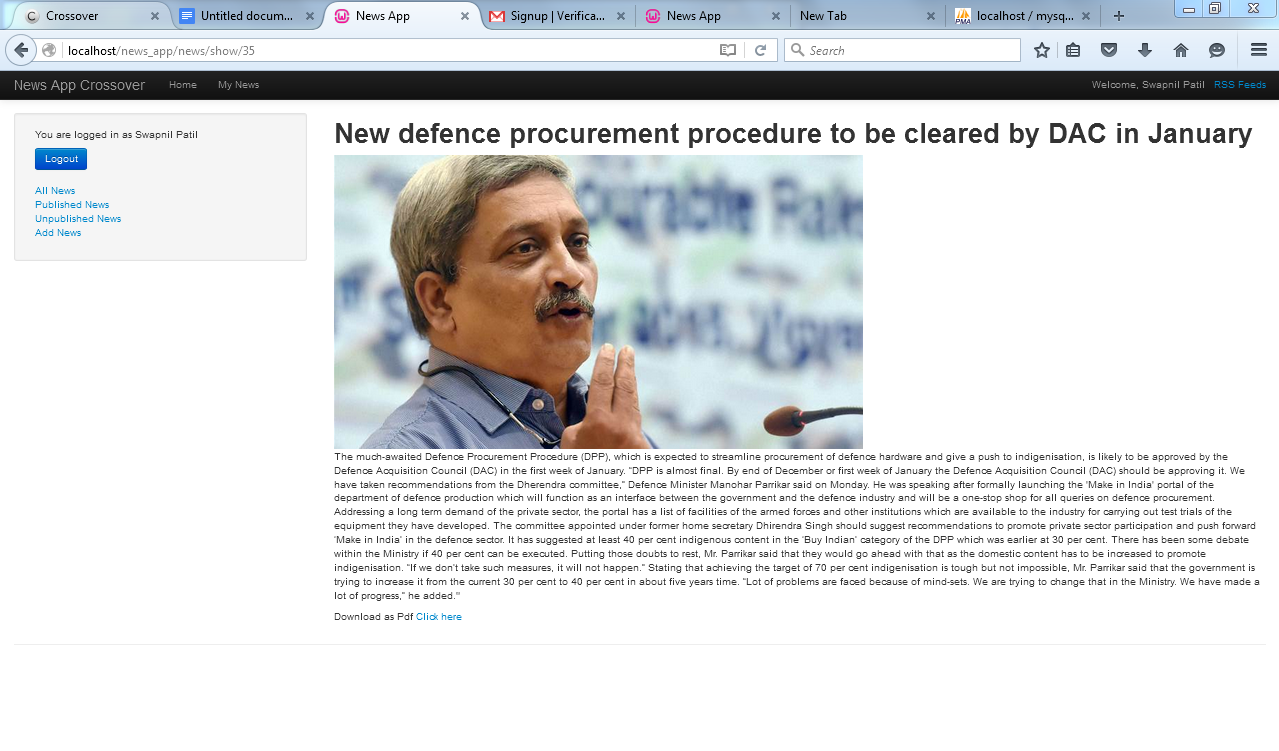 Crossover
Untitled docum...
News App
Signup | Verifica...
News App
New Tab
localhost / mysq...
localhost/news_app/news/show/35
Search
News App Crossover
Home
My News
Welcome, Swapnil Patil
RSS Feeds
You are logged in as Swapnil Patil
Logout
All News
Published News
Unpublished News
Add News
New defence procurement procedure to be cleared by DAC in January
The much-awaited Defence Procurement Procedure (DPP), which is expected to streamline procurement of defence hardware and give a push to indigenisation, is likely to be approved by the
Defence Acquisition Council (DAC) in the first week of January. "DPP is almost final. By end of December or first week of January the Defence Acquisition Council (DAC) should be approving it. We
have taken recommendations from the Dherendra committee," Defence Minister Manohar Parrikar said on Monday. He was speaking after formally launching the 'Make in India' portal of the
department of defence production which will function as an interface between the government and the defence industry and will be a one-stop shop for all queries on defence procurement.
Addressing a long term demand of the private sector, the portal has a list of facilities of the armed forces and other institutions which are available to the industry for carrying out test trials of the
equipment they have developed. The committee appointed under former home secretary Dhirendra Singh should suggest recommendations to promote private sector participation and push forward
'Make in India' in the defence sector. It has suggested at least 40 per cent indigenous content in the 'Buy Indian' category of the DPP which was earlier at 30 per cent. There has been some debate
within the Ministry if 40 per cent can be executed. Putting those doubts to rest, Mr. Parrikar said that they would go ahead with that as the domestic content has to be increased to promote
indigenisation. "If we don't take such measures, it will not happen." Stating that achieving the target of 70 per cent indigenisation is tough but not impossible, Mr. Parrikar said that the government is
trying to increase it from the current 30 per cent to 40 per cent in about five years time. "Lot of problems are faced because of mind-sets. We are trying to change that in the Ministry. We have made a
lot of progress," he added.'"
Download as Pdf Click here